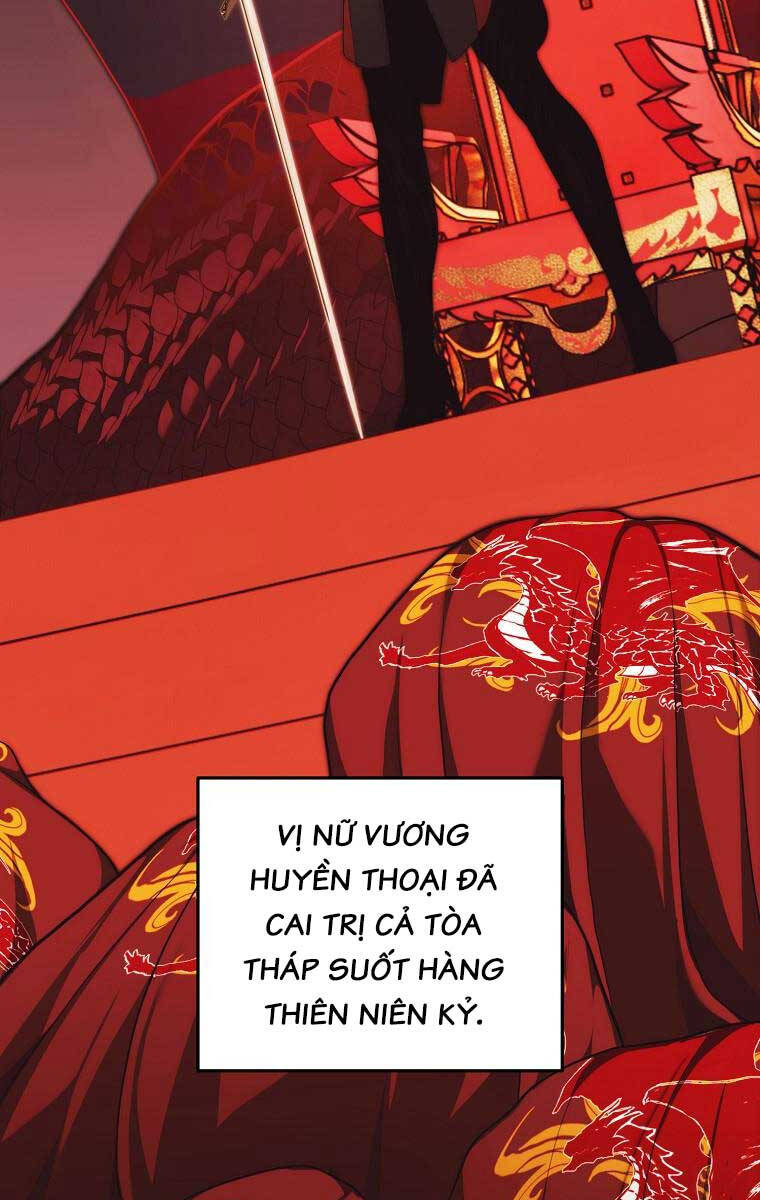 VỊ NỮ VƯƠNG
HUYỀN THOẠI ĐÃ
CAI TRỊ CẢ TÒA
THÁP SUỐT HÀNG
THIÊN NIÊN KỶ.